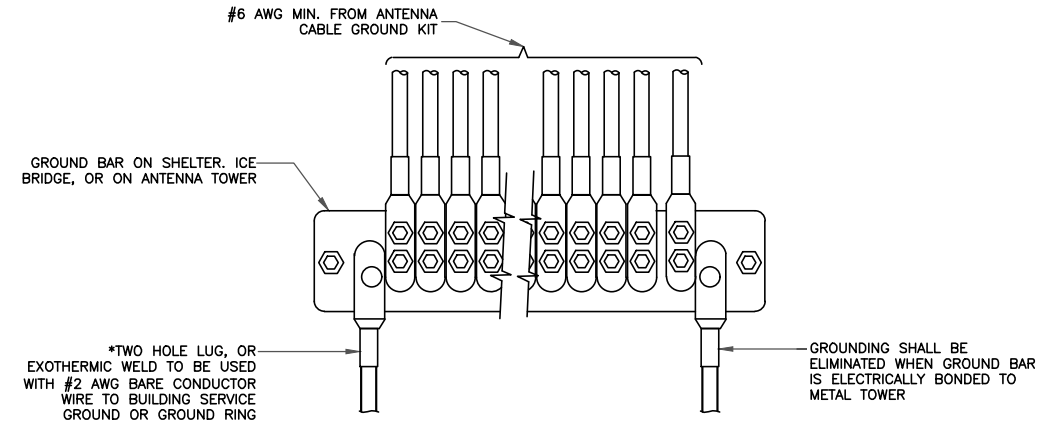 #6 AWG MIN. FROM ANTENNA
CABLE GROUND KIT
GROUND BAR ON SHELTER. ICE
BRIDGE, OR ON ANTENNA TOWER
*TWO HOLE LUG, OR
EXOTHERMIC WELD TO BE USED
WITH #2 AWG BARE CONDUCTOR
WIRE TO BUILDING SERVICE
GROUND OR GROUND RING
GROUNDING SHALL BE
ELIMINATED WHEN GROUND BAR
IS ELECTRICALLY BONDED TO
METAL TOWER